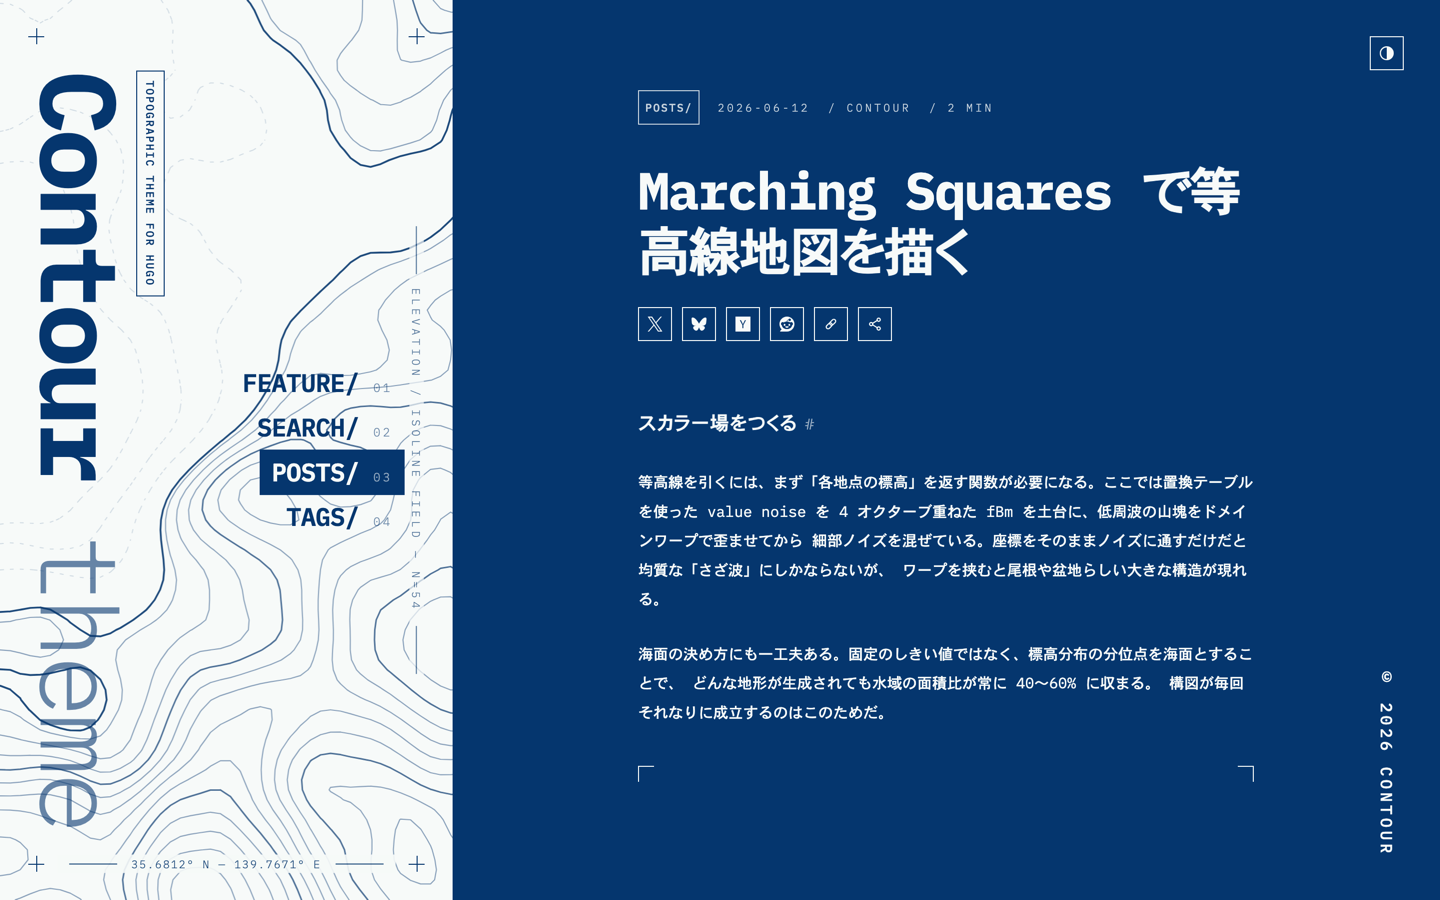 Contour theme
TOPOGRAPHIC THEME FOR HUGO
FEATURE/ 01
SEARCH/ 02
POSTS/ 03
TAGS/ 04
ELEVATION / ISOLINE FIELD — N=54
35.6812° N — 139.7671° E
POSTS/ 2026-06-12 / CONTOUR / 2 MIN
Marching Squares で等
高線地図を描く
スカラー場をつくる #
等高線を引くには、まず「各地点の標高」を返す関数が必要になる。ここでは置換テーブル
を使った value noise を 4 オクターブ重ねた fBm を土台に、低周波の山塊をドメイ
ンワープで歪ませてから 細部ノイズを混ぜている。座標をそのままノイズに通すだけだと
均質な「さざ波」にしかならないが、 ワープを挟むと尾根や盆地らしい大きな構造が現れ
る。
海面の決め方にも一工夫ある。固定のしきい値ではなく、標高分布の分位点を海面とするこ
とで、 どんな地形が生成されても水域の面積比が常に 40〜60% に収まる。 構図が毎回
それなりに成立するのはこのためだ。
© 2026 CONTOUR